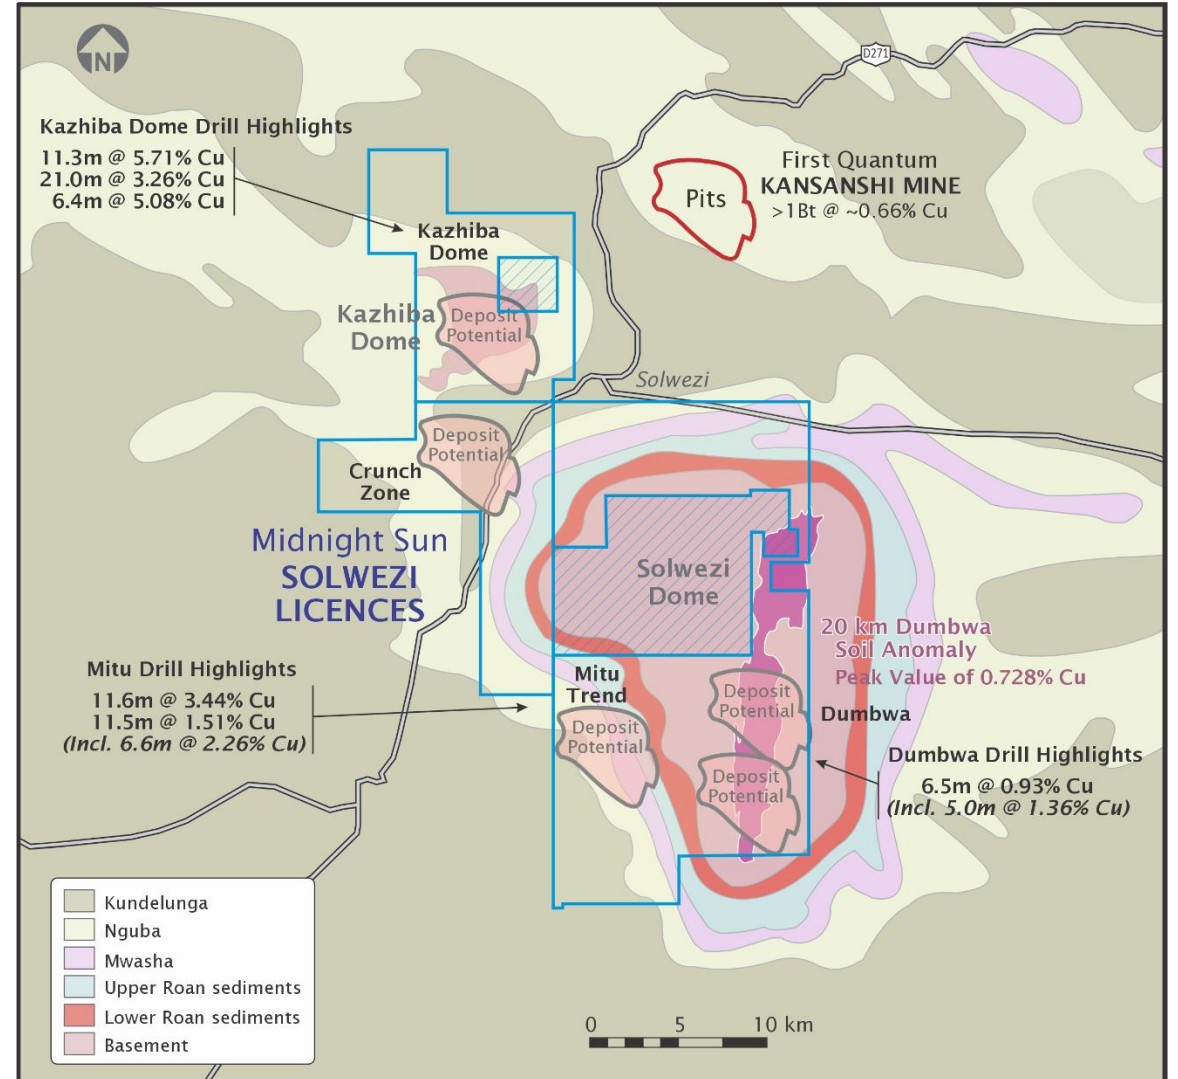 N
D271
Kazhiba Dome Drill Highlights
11.3m @ 5.71% Cu
21.0m @ 3.26% Cu
6.4m @ 5.08% Cu
First Quantum
KANSANSHI MINE
>1Bt @ ~0.66% Cu
Pits
Kazhiba
Dome
Kazhiba
Dome
Deposit
Potential
Solwezi
Deposit
Potential
Crunch
Zone
Midnight Sun
SOLWEZI
LICENCES
Solwezi
Dome
20 km Dumbwa
Soil Anomaly
Peak Value of 0.728% Cu
Mitu Drill Highlights
11.6m @ 3.44% Cu
11.5m @ 1.51% Cu
(Incl. 6.6m @ 2.26% Cu)
Mitu
Trend
Deposit
Potential
Deposit
Potential
Dumbwa
Deposit
Potential
Dumbwa Drill Highlights
6.5m @ 0.93% Cu
(Incl. 5.0m @ 1.36% Cu)
Kundelunga
Nguba
Mwasha
Upper Roan sediments
Lower Roan sediments
Basement
0 5 10 km